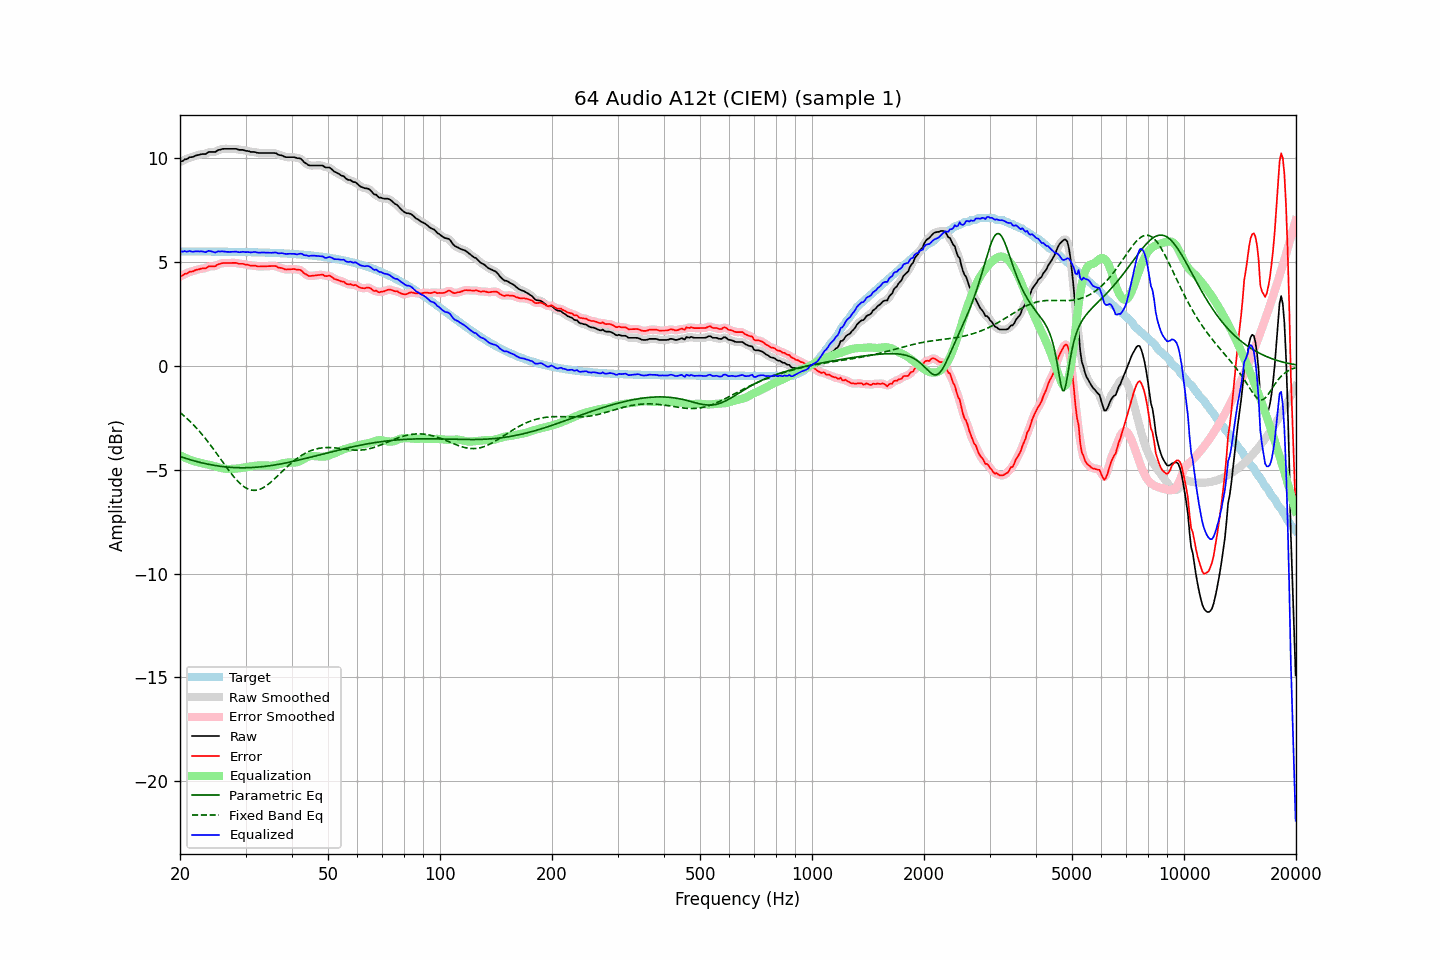 64 Audio A12t (CIEM) (sample 1)
Amplitude (dBr)
10
5
0
−5
−10
−15
−20
Target
Raw Smoothed
Error Smoothed
Raw
Error
Equalization
Parametric Eq
Fixed Band Eq
Equalized
20 50 100 200 500 1000 2000 5000 10000 20000
Frequency (Hz)